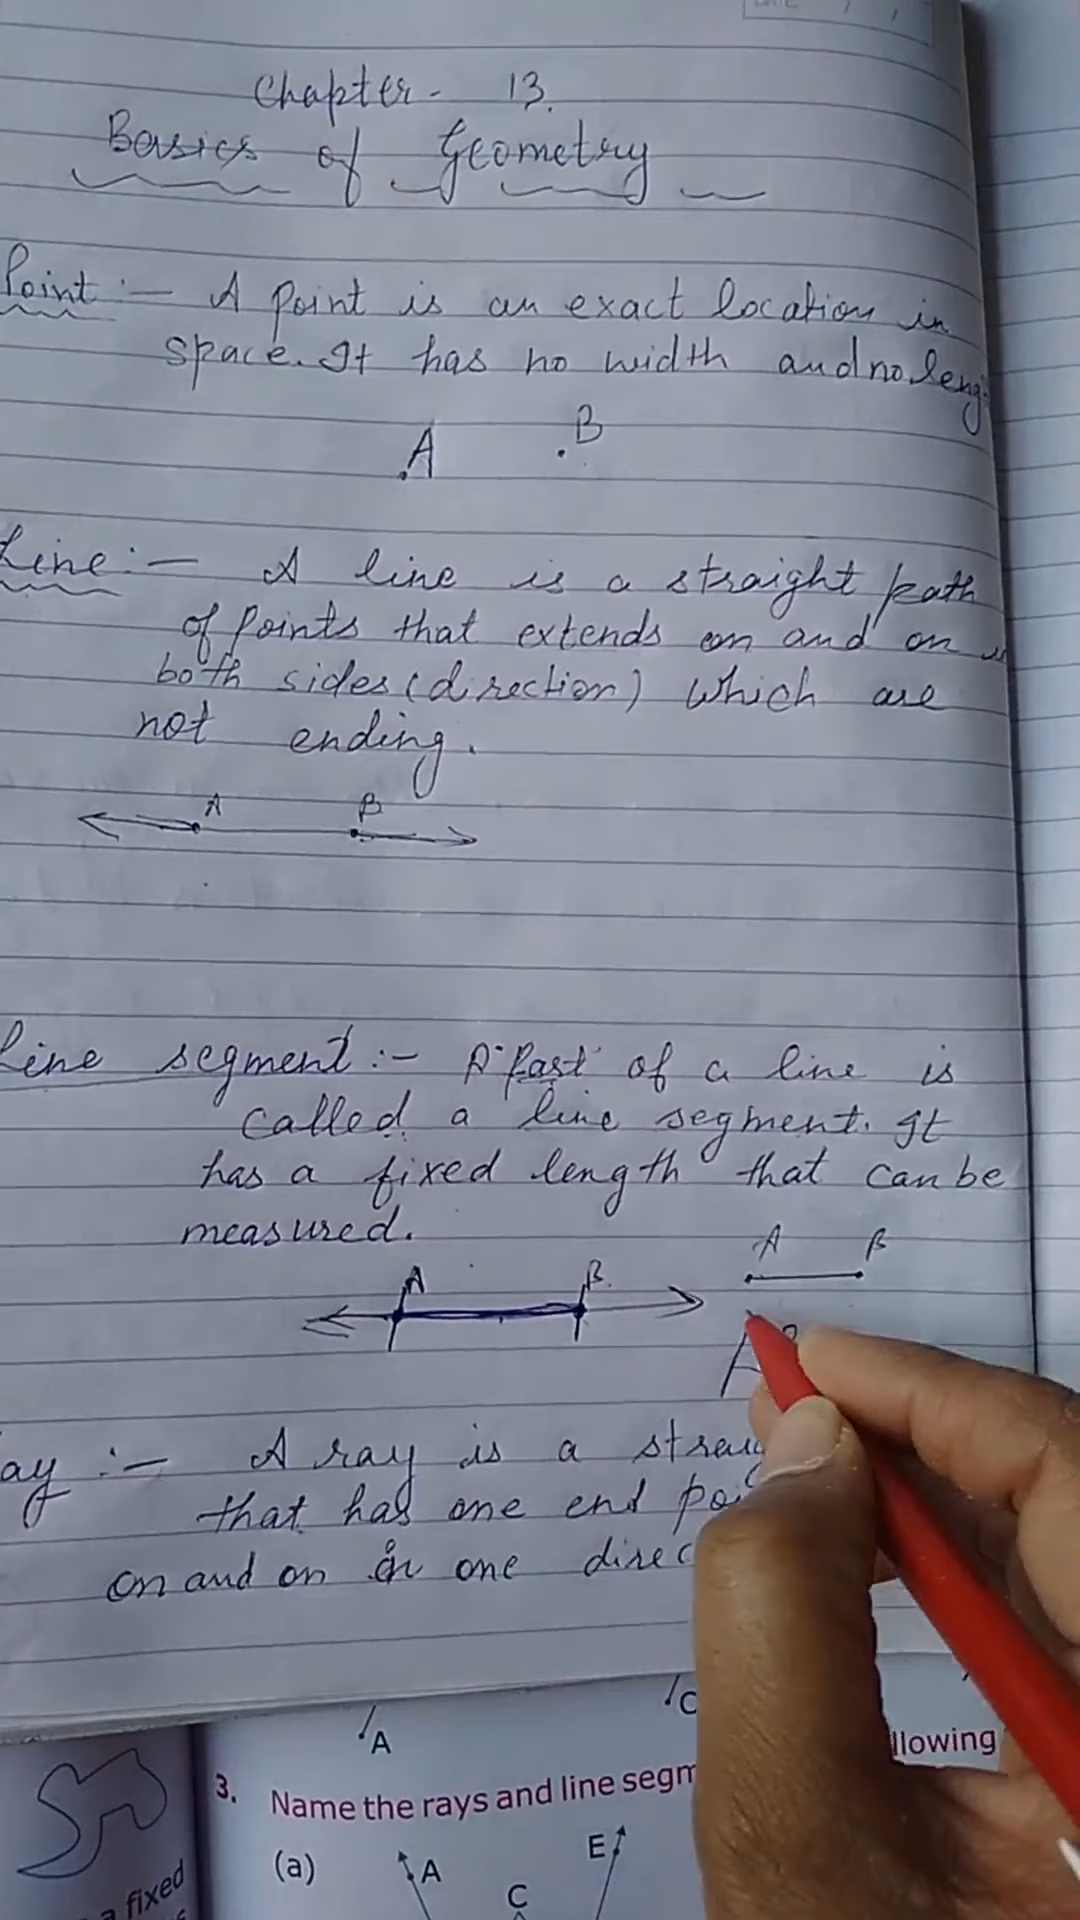 Chapter - 13.
Basics of Geometry
Point :- A Point is an exact location in
space. It has no width and no leng
A B
Line :- A line is a straight path
of points that extends on and on
both sides (direction) which are
not ending.
A B
Line segment :- A Part of a line is
called a line segment. It
has a fixed length that can be
measured.
A B
A B
A
ay :- A ray is a straig
that has one end poi
on and on in one direc
A C
3. Name the rays and line segm llowing
(a) A E
C
a fixed